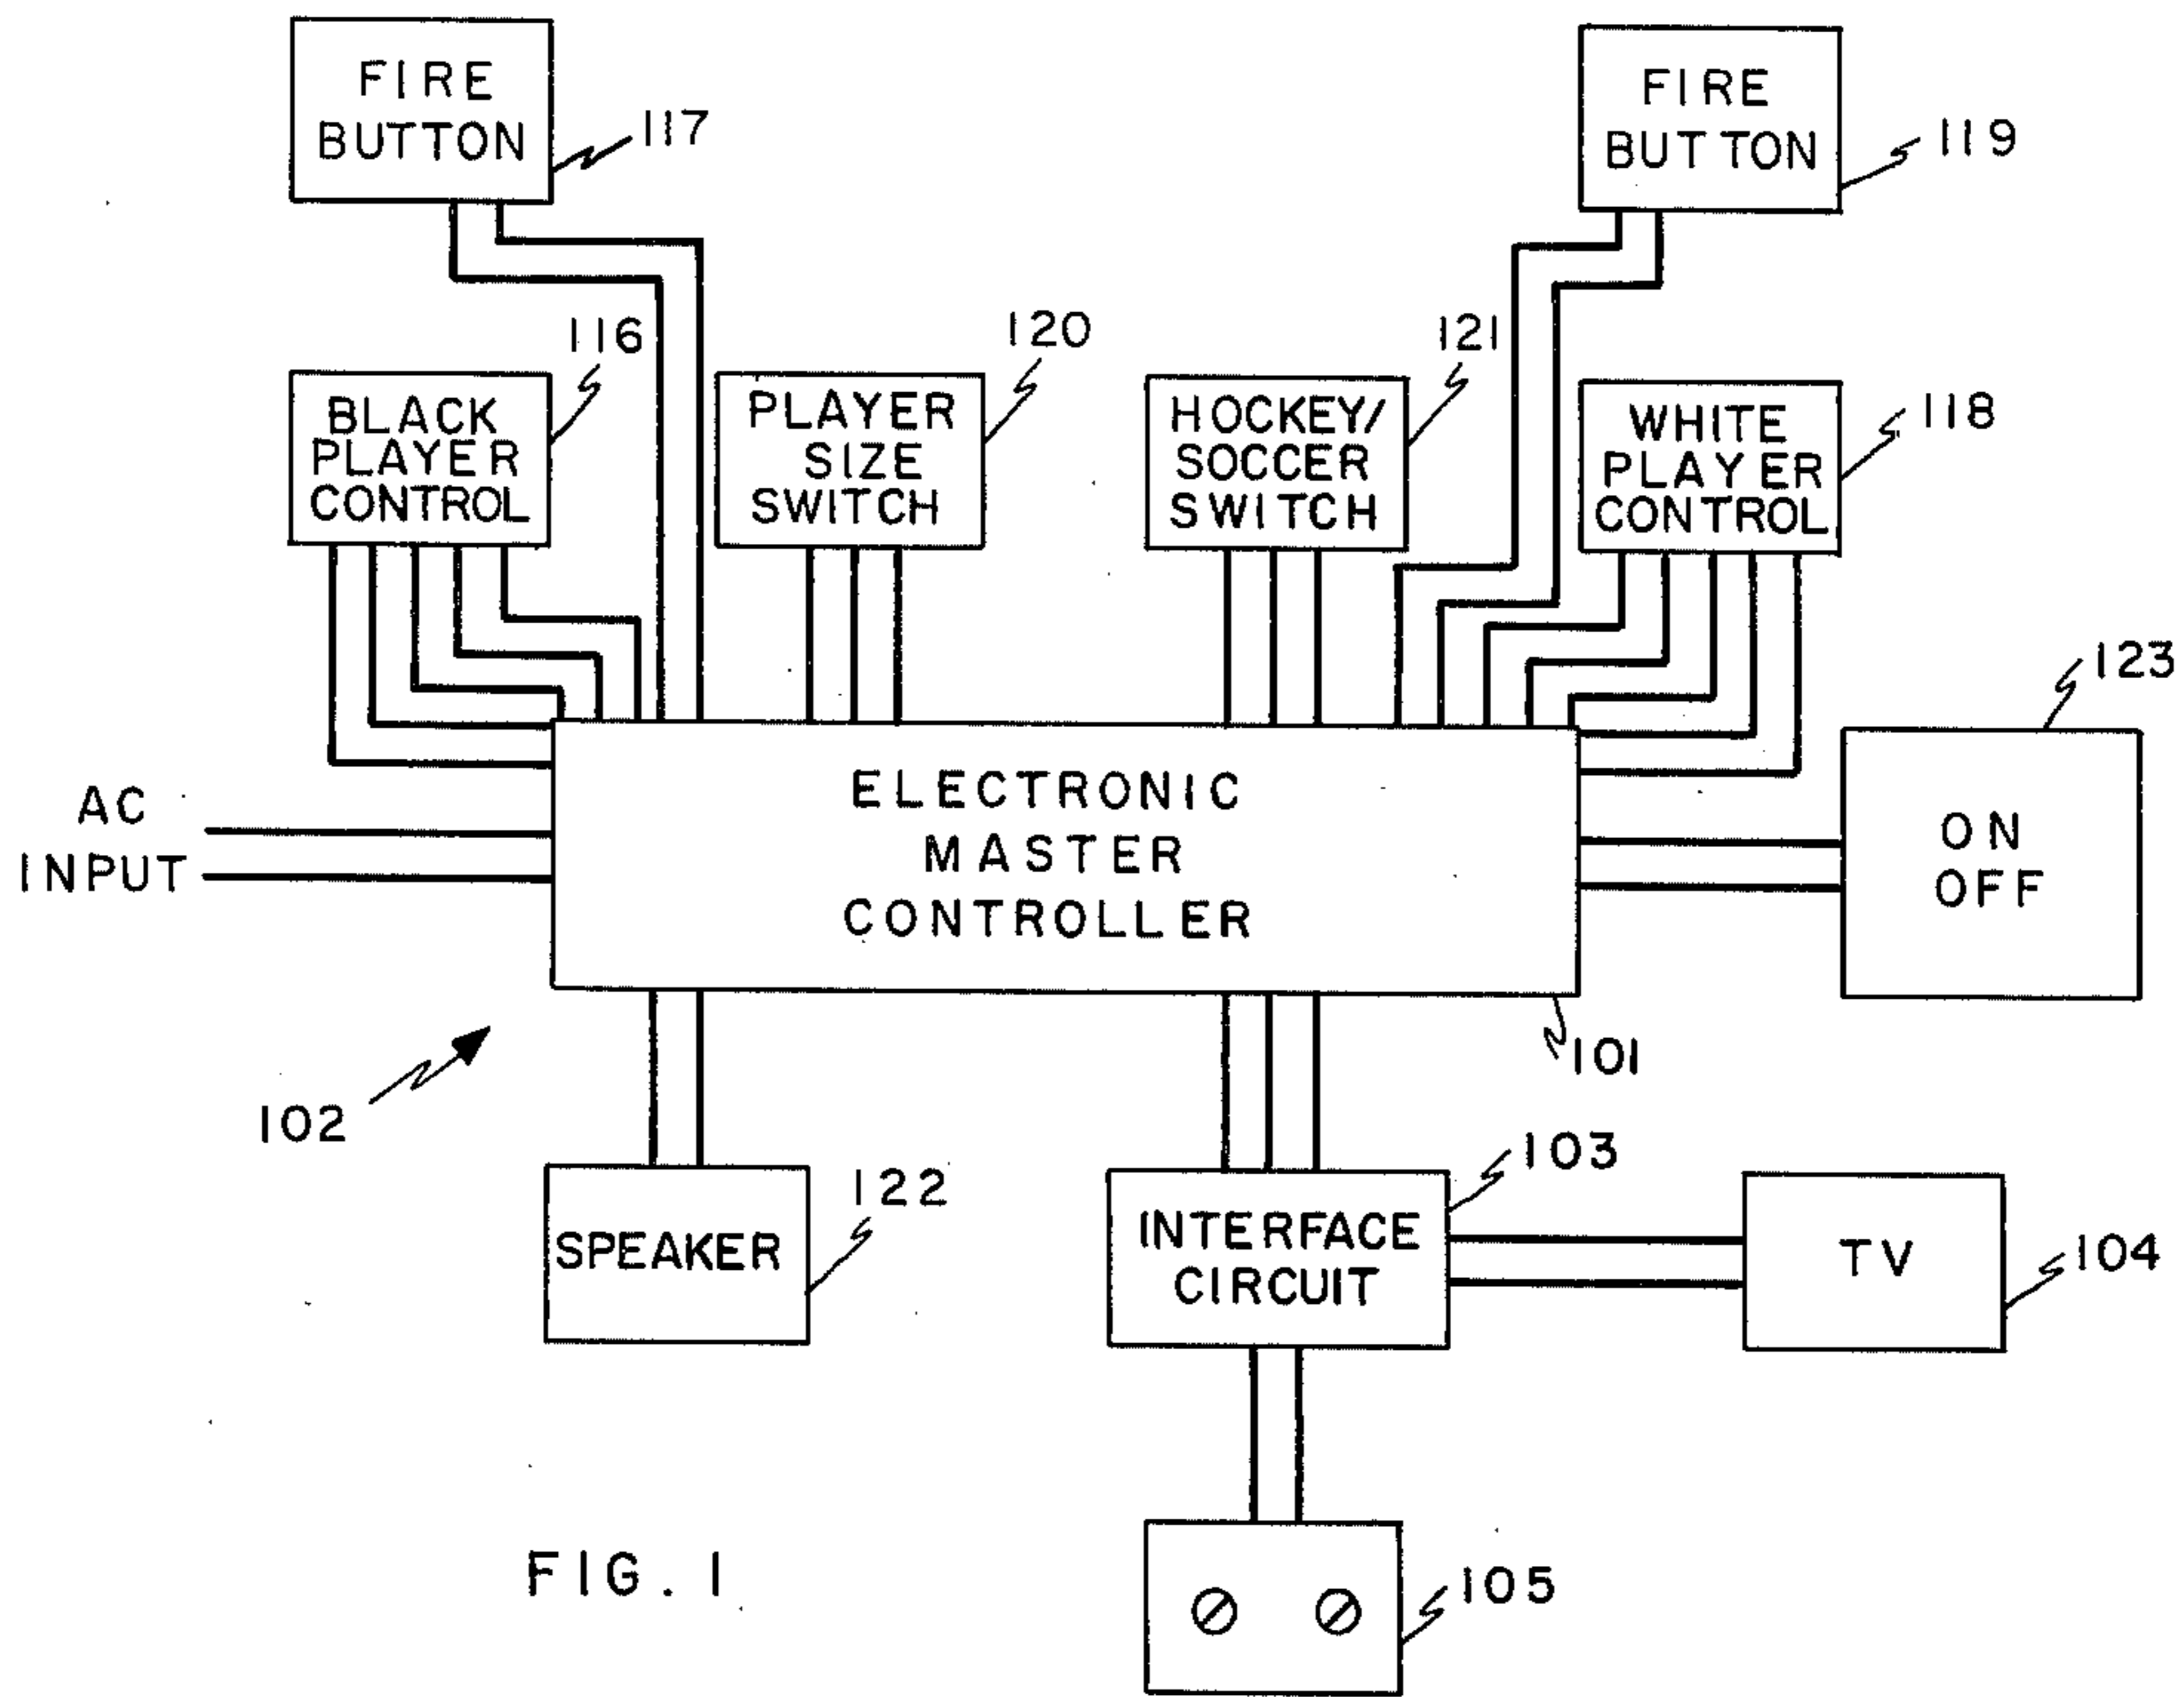 FIRE
BUTTON
117
FIRE
BUTTON
119
116
BLACK
PLAYER
CONTROL
120
PLAYER
SIZE
SWITCH
121
HOCKEY/
SOCCER
SWITCH
118
WHITE
PLAYER
CONTROL
123
ON
OFF
AC
INPUT
ELECTRONIC
MASTER
CONTROLLER
101
102
122
SPEAKER
103
INTERFACE
CIRCUIT
TV
104
105
FIG. 1